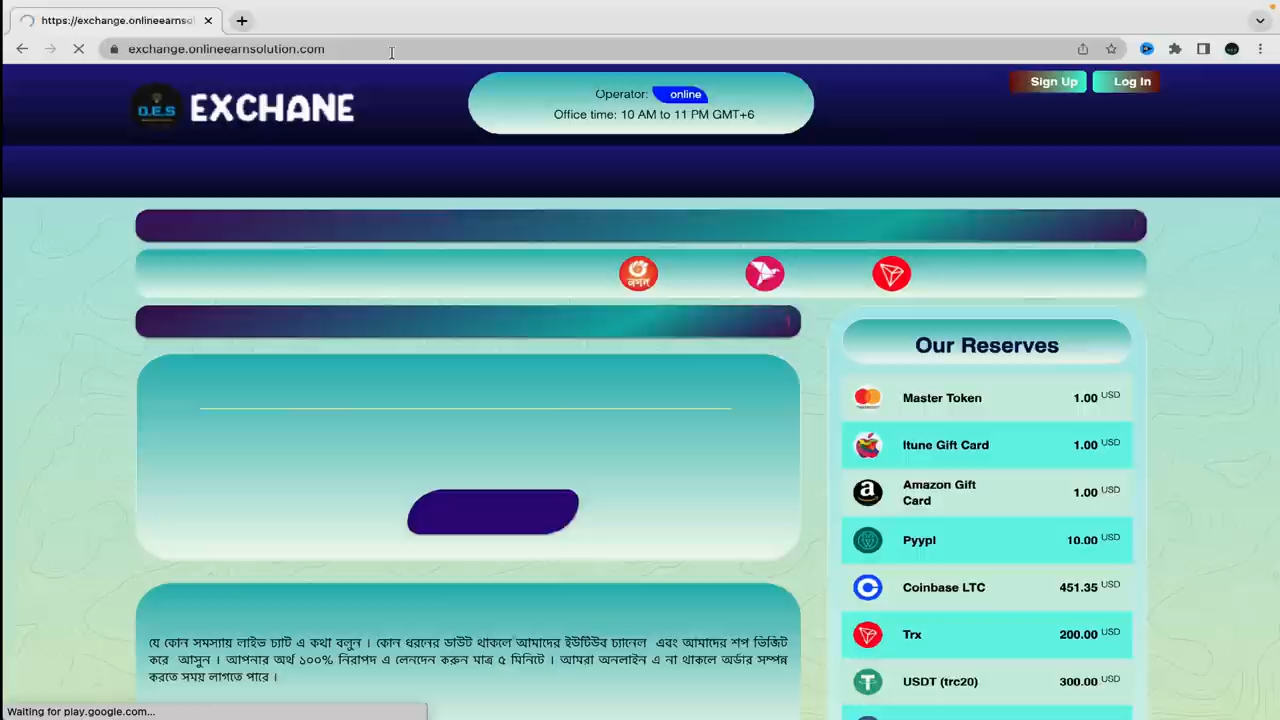 https://exchange.onlineearnsol
exchange.onlineearnsolution.com
Sign Up
Log In
O.E.S
EXCHANE
Operator: online
Office time: 10 AM to 11 PM GMT+6
নগদ
Our Reserves
Master Token 1.00 USD
Itune Gift Card 1.00 USD
Amazon Gift
Card
1.00 USD
Pyypl 10.00 USD
Coinbase LTC 451.35 USD
Trx 200.00 USD
USDT (trc20) 300.00 USD
যে কোন সমস্যায় লাইভ চ্যাট এ কথা বলুন । কোন ধরনের ডাউট থাকলে আমাদের ইউটিউব চ্যানেল এবং আমাদের শপ ভিজিট
করে আসুন । আপনার অর্থ ১০০% নিরাপদ এ লেনদেন করুন মাত্র ৫ মিনিটে । আমরা অনলাইন এ না থাকলে অর্ডার সম্পন্ন
করতে সময় লাগতে পারে ।
Waiting for play.google.com...